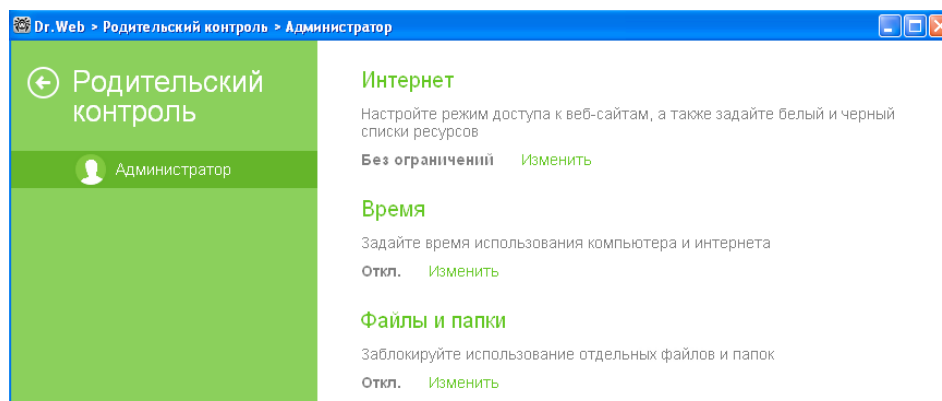 Dr.Web > Родительский контроль > Администратор
Родительский
контроль
Администратор
Интернет
Настройте режим доступа к веб-сайтам, а также задайте белый и черный
списки ресурсов
Без ограничений Изменить
Время
Задайте время использования компьютера и интернета
Откл. Изменить
Файлы и папки
Заблокируйте использование отдельных файлов и папок
Откл. Изменить